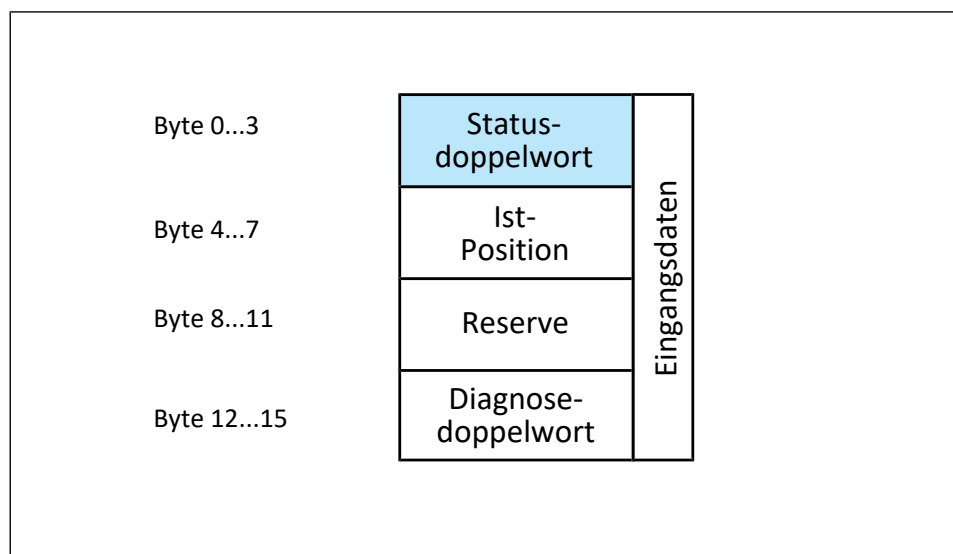 Byte 0...3
Status-
doppelwort
Byte 4...7
Ist-
Position
Byte 8...11
Reserve
Byte 12...15
Diagnose-
doppelwort
Eingangsdaten